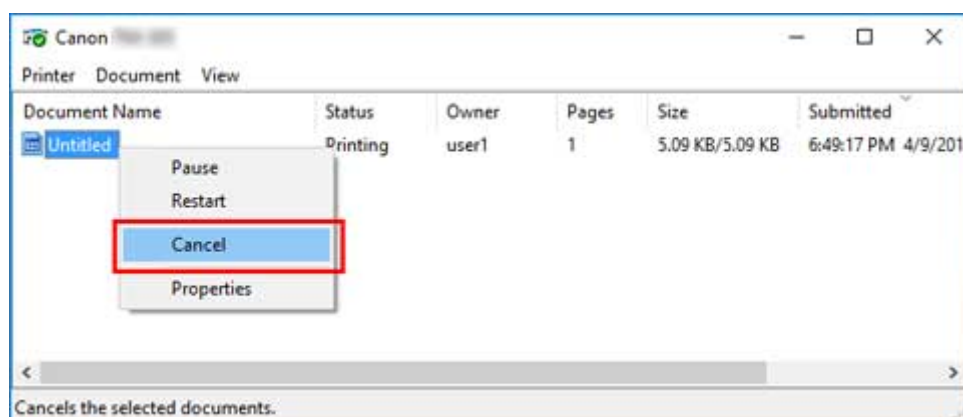 Canon
Printer Document View
Document Name Status Owner Pages Size Submitted
Untitled Printing user1 1 5.09 KB/5.09 KB 6:49:17 PM 4/9/201
Pause
Restart
Cancel
Properties
Cancels the selected documents.